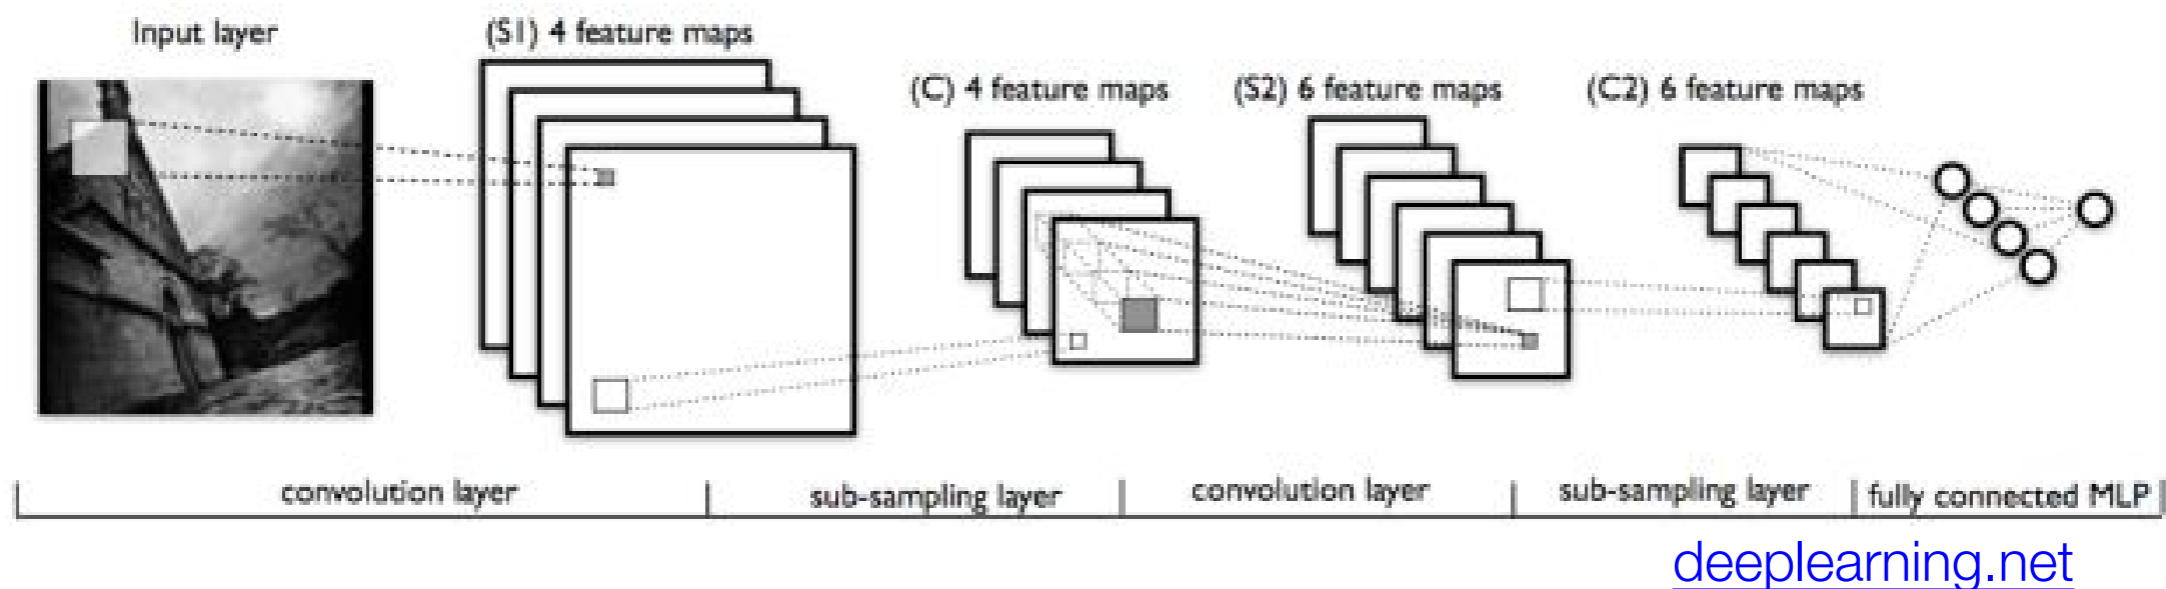 Input layer
(S1) 4 feature maps
(C) 4 feature maps
(S2) 6 feature maps
(C2) 6 feature maps
convolution layer
sub-sampling layer
convolution layer
sub-sampling layer
fully connected MLP
deeplearning.net